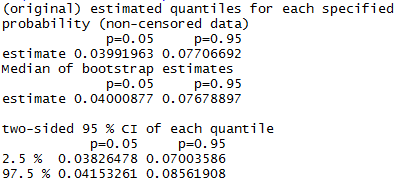 (original) estimated quantiles for each specified
probability (non-censored data)
p=0.05 p=0.95
estimate 0.03991963 0.07706692
Median of bootstrap estimates
p=0.05 p=0.95
estimate 0.04000877 0.07678897
two-sided 95 % CI of each quantile
p=0.05 p=0.95
2.5 % 0.03826478 0.07003586
97.5 % 0.04153261 0.08561908